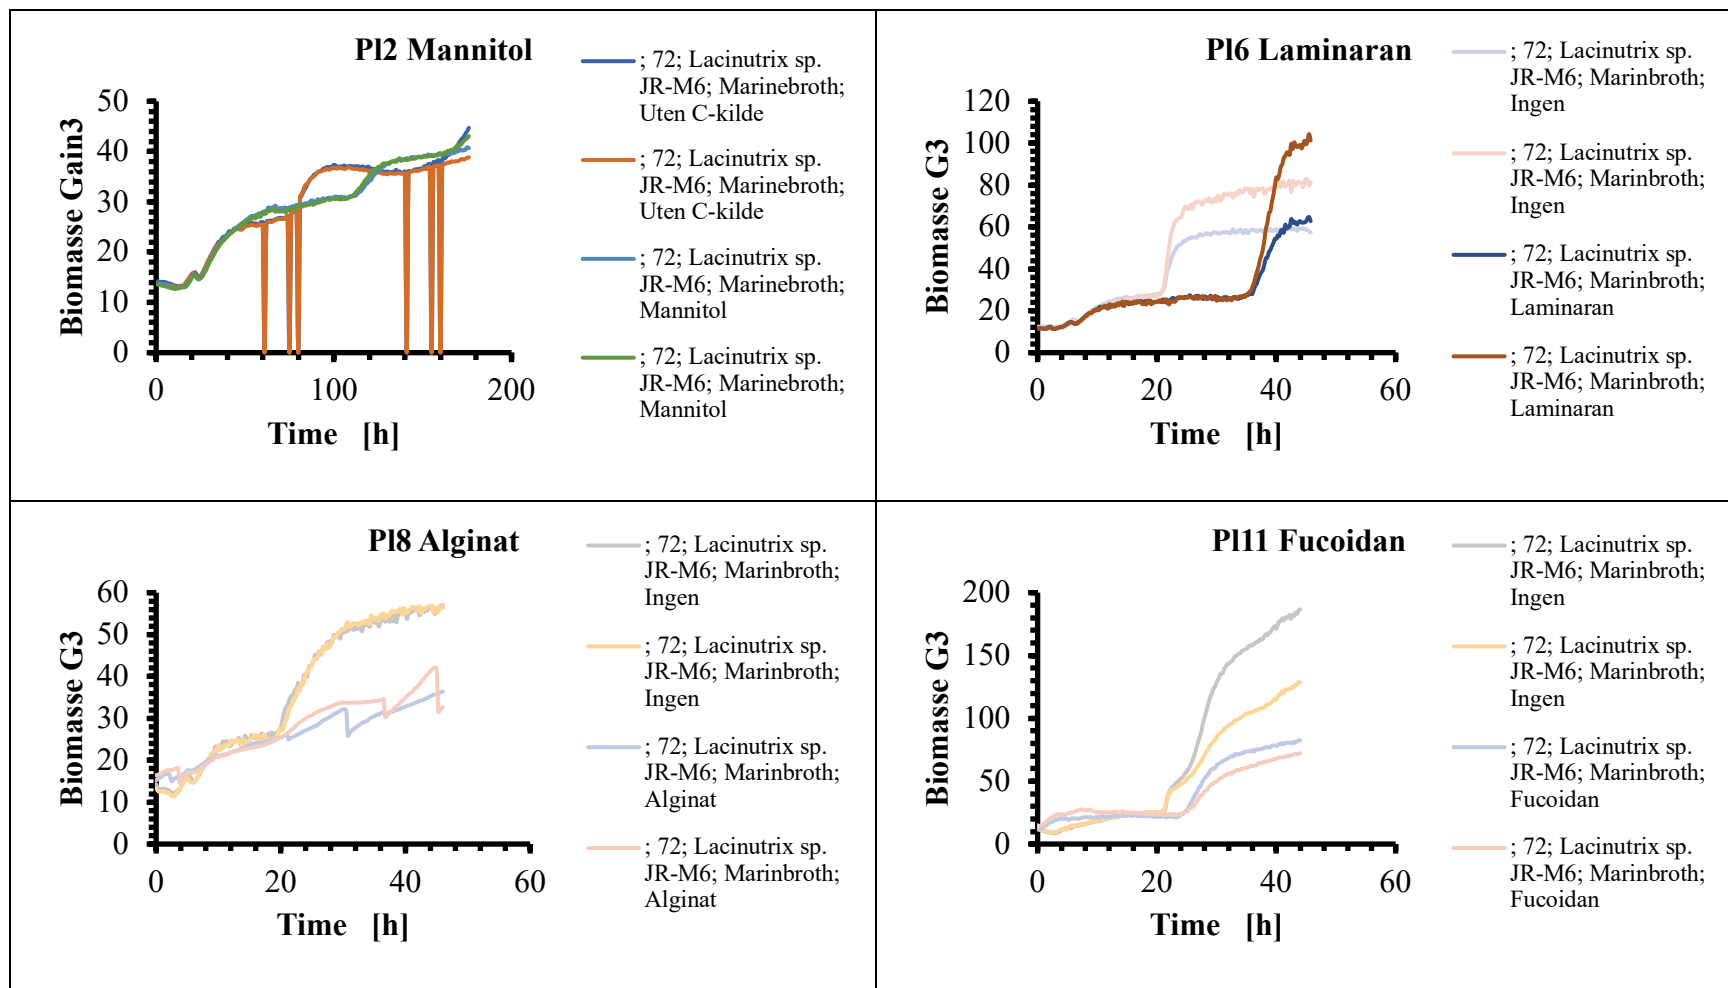 Pl2 Mannitol
Biomasse Gain3
50
40
30
20
10
0
0 100 200
Time [h]
; 72; Lacinutrix sp.
JR-M6; Marinebroth;
Uten C-kilde
; 72; Lacinutrix sp.
JR-M6; Marinebroth;
Uten C-kilde
; 72; Lacinutrix sp.
JR-M6; Marinebroth;
Mannitol
; 72; Lacinutrix sp.
JR-M6; Marinebroth;
Mannitol
Pl6 Laminaran
Biomasse G3
120
100
80
60
40
20
0
0 20 40 60
Time [h]
; 72; Lacinutrix sp.
JR-M6; Marinbroth;
Ingen
; 72; Lacinutrix sp.
JR-M6; Marinbroth;
Ingen
; 72; Lacinutrix sp.
JR-M6; Marinbroth;
Laminaran
; 72; Lacinutrix sp.
JR-M6; Marinbroth;
Laminaran
Pl8 Alginat
Biomasse G3
60
50
40
30
20
10
0
0 20 40 60
Time [h]
; 72; Lacinutrix sp.
JR-M6; Marinbroth;
Ingen
; 72; Lacinutrix sp.
JR-M6; Marinbroth;
Ingen
; 72; Lacinutrix sp.
JR-M6; Marinbroth;
Alginat
; 72; Lacinutrix sp.
JR-M6; Marinbroth;
Alginat
Pl11 Fucoidan
Biomasse G3
200
150
100
50
0
0 20 40 60
Time [h]
; 72; Lacinutrix sp.
JR-M6; Marinbroth;
Ingen
; 72; Lacinutrix sp.
JR-M6; Marinbroth;
Ingen
; 72; Lacinutrix sp.
JR-M6; Marinbroth;
Fucoidan
; 72; Lacinutrix sp.
JR-M6; Marinbroth;
Fucoidan